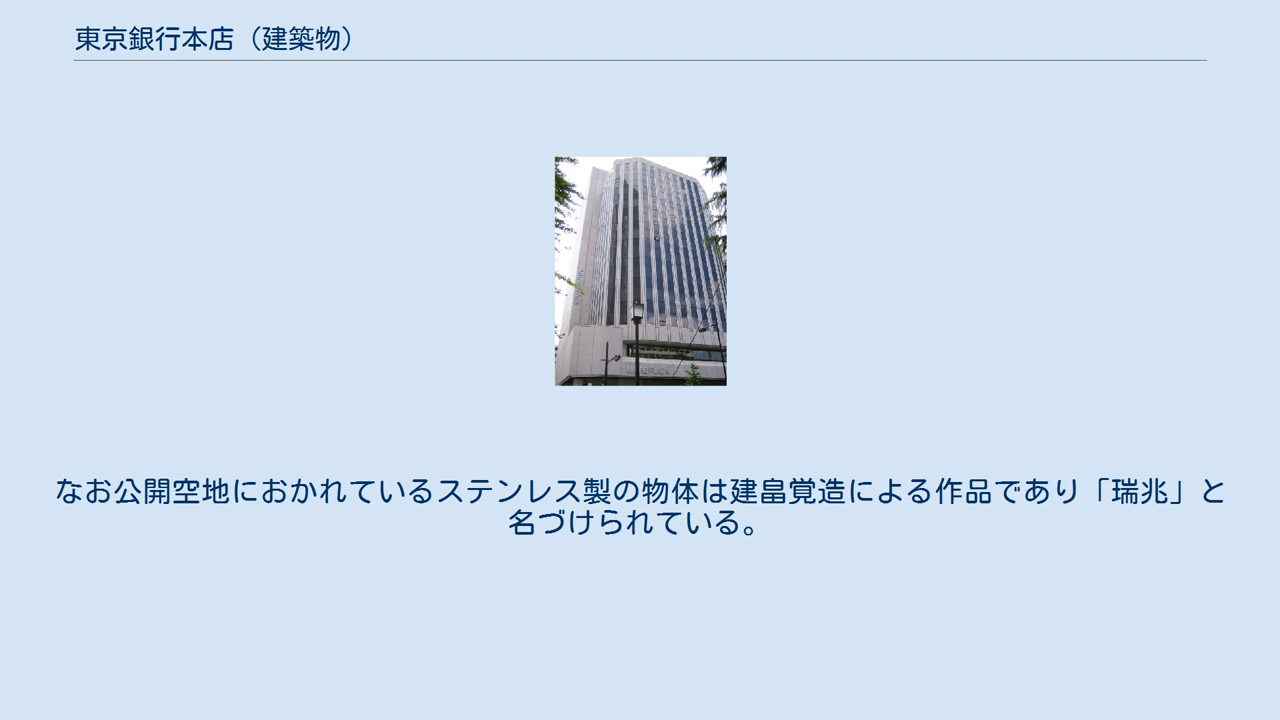 東京銀行本店（建築物）
なお公開空地におかれているステンレス製の物体は建畠覚造による作品であり「瑞兆」と
名づけられている。